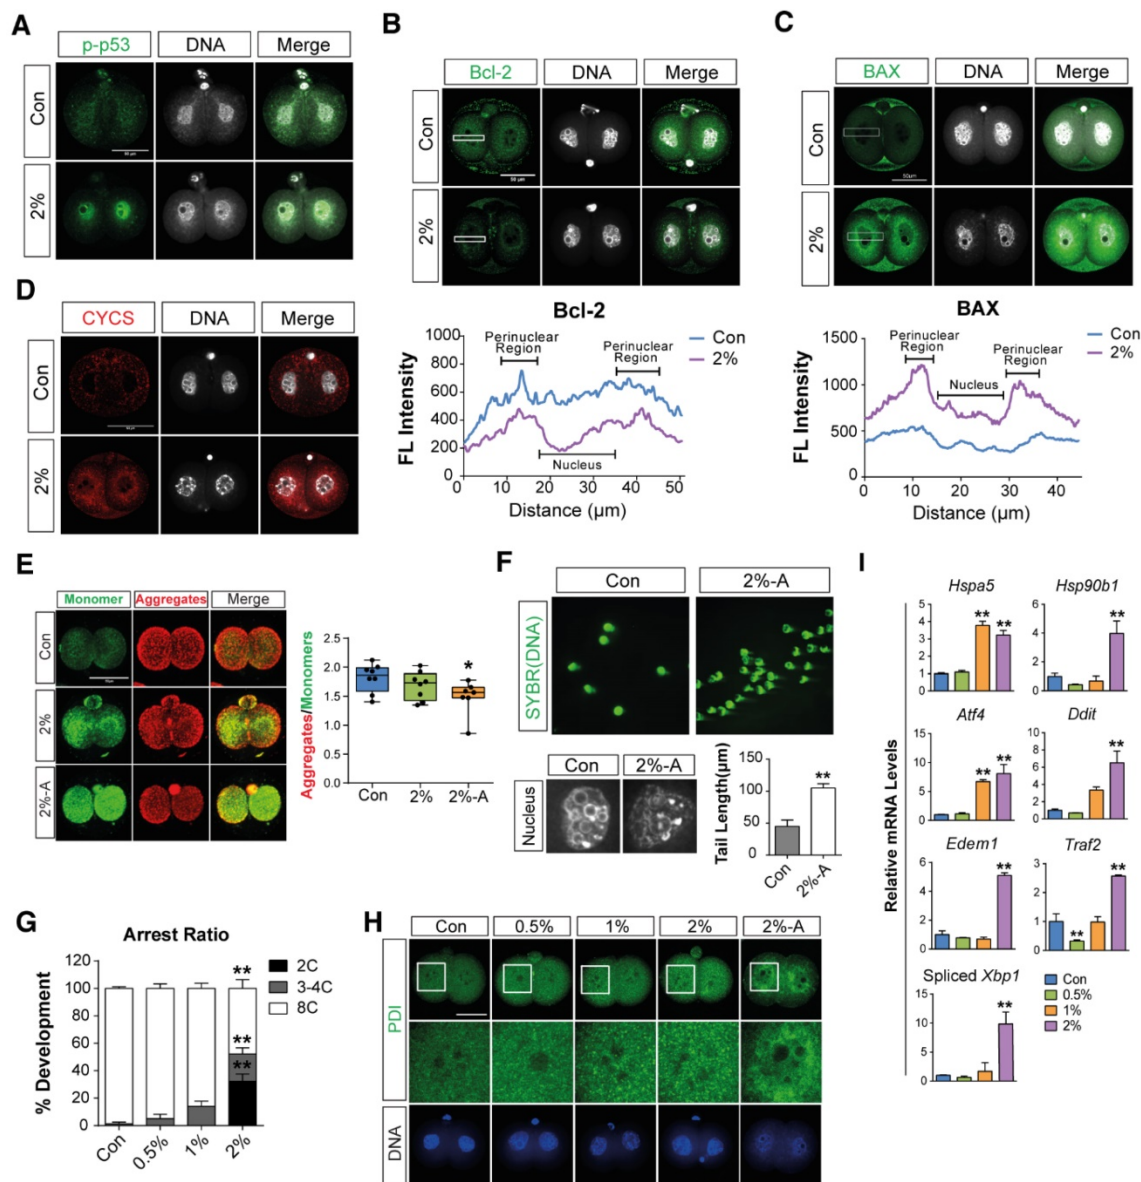 A
p-p53
DNA
Merge
Con
2%
B
Bcl-2
DNA
Merge
Con
50 µm
2%
Bcl-2
1000
800
600
400
200
0
FL Intensity
Perinuclear
Region
Perinuclear
Region
Nucleus
Con
2%
0
10
20
30
40
50
Distance (µm)
C
BAX
DNA
Merge
Con
50µm
2%
BAX
1500
1000
500
0
FL Intensity
Perinuclear
Region
Perinuclear
Region
Nucleus
Con
2%
0
10
20
30
40
Distance (µm)
D
CYCS
DNA
Merge
Con
2%
E
Monomer
Aggregates
Merge
Con
2%
2%-A
Aggregates/Monomers
2.5
2.0
1.5
1.0
0.5
0.0
*
Con
2%
2%-A
F
Con
2%-A
SYBR(DNA)
Con
2%-A
Nucleus
Tail Length(µm)
150
100
50
0
**
Con
2%-A
G
Arrest Ratio
% Development
120
100
80
60
40
20
0
**
**
**
2C
3-4C
8C
Con
0.5%
1%
2%
H
Con
0.5%
1%
2%
2%-A
PDI
DNA
I
Relative mRNA Levels
Hspa5
5
4
3
2
1
0
**
**
Hsp90b1
6
4
2
0
**
Atf4
15
10
5
0
**
**
Ddit
10
8
6
4
2
0
**
Edem1
6
4
2
0
**
Traf2
3
2
1
0
**
**
Spliced Xbp1
15
10
5
0
**
Con
0.5%
1%
2%